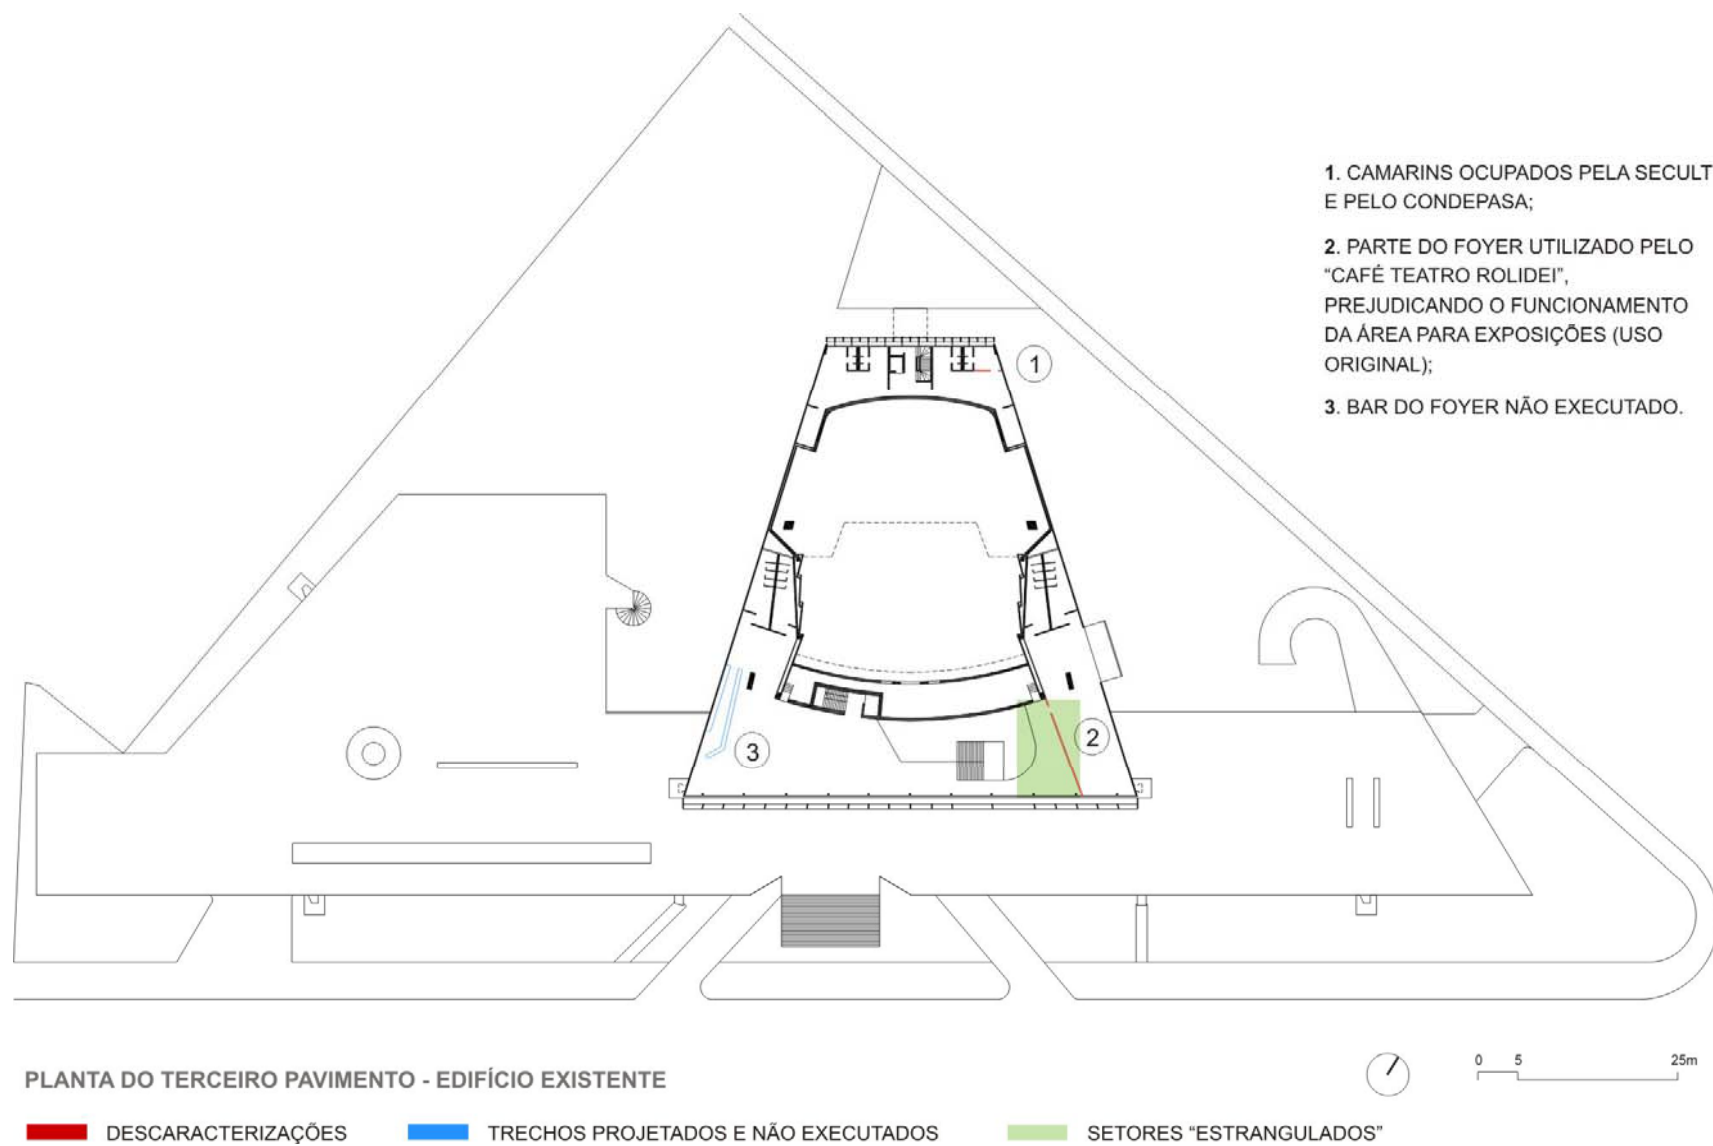 1. CAMARINS OCUPADOS PELA SECULT
E PELO CONDEPASA;
2. PARTE DO FOYER UTILIZADO PELO
“CAFÉ TEATRO ROLIDEI”,
PREJUDICANDO O FUNCIONAMENTO
DA ÁREA PARA EXPOSIÇÕES (USO
ORIGINAL);
3. BAR DO FOYER NÃO EXECUTADO.
1
2
3
PLANTA DO TERCEIRO PAVIMENTO - EDIFÍCIO EXISTENTE
0 5 25m
DESCARACTERIZAÇÕES
TRECHOS PROJETADOS E NÃO EXECUTADOS
SETORES “ESTRANGULADOS”